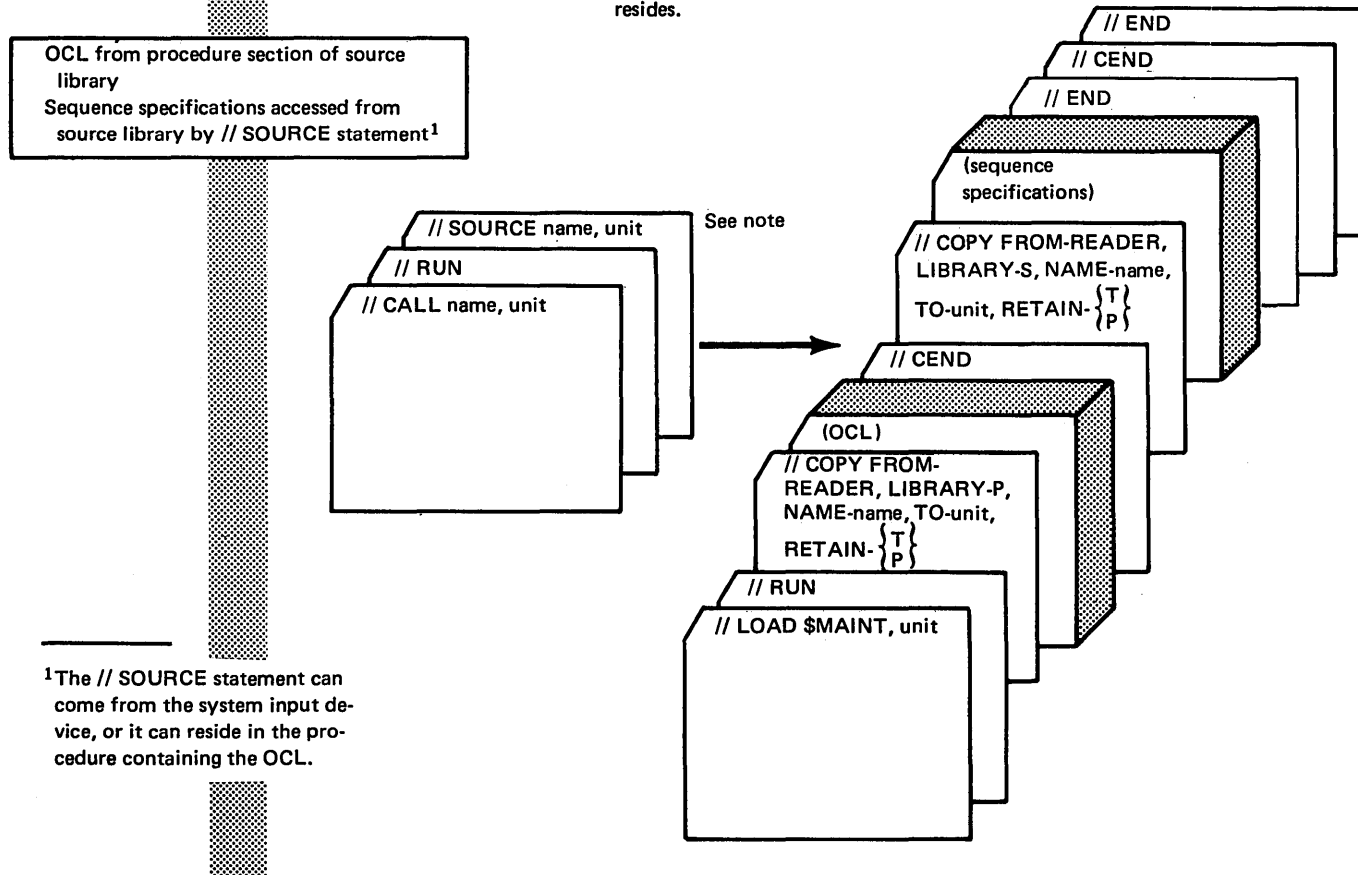 resides.
OCL from procedure section of source
library
Sequence specifications accessed from
source library by // SOURCE statement1
// SOURCE name, unit
See note
// RUN
// CALL name, unit
// END
// CEND
// END
(sequence
specifications)
// COPY FROM-READER,
LIBRARY-S, NAME-name,
TO-unit, RETAIN- {T
P}
// CEND
(OCL)
// COPY FROM-
READER, LIBRARY-P,
NAME-name, TO-unit,
RETAIN- {T
P}
// RUN
// LOAD $MAINT, unit
1The // SOURCE statement can
come from the system input de-
vice, or it can reside in the pro-
cedure containing the OCL.